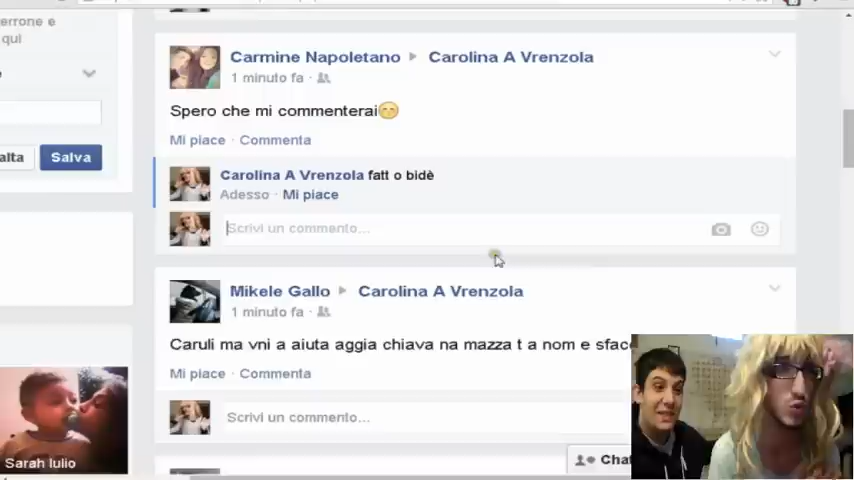 errone e
qui
alta
Salva
Carmine Napoletano Carolina A Vrenzola
1 minuto fa
Spero che mi commenterai
Mi piace · Commenta
Carolina A Vrenzola fatt o bidè
Adesso · Mi piace
Scrivi un commento...
Mikele Gallo Carolina A Vrenzola
1 minuto fa
Caruli ma vni a aiuta aggia chiava na mazza t a nom e sfac
Mi piace · Commenta
Scrivi un commento...
Sarah Iulio
Chat